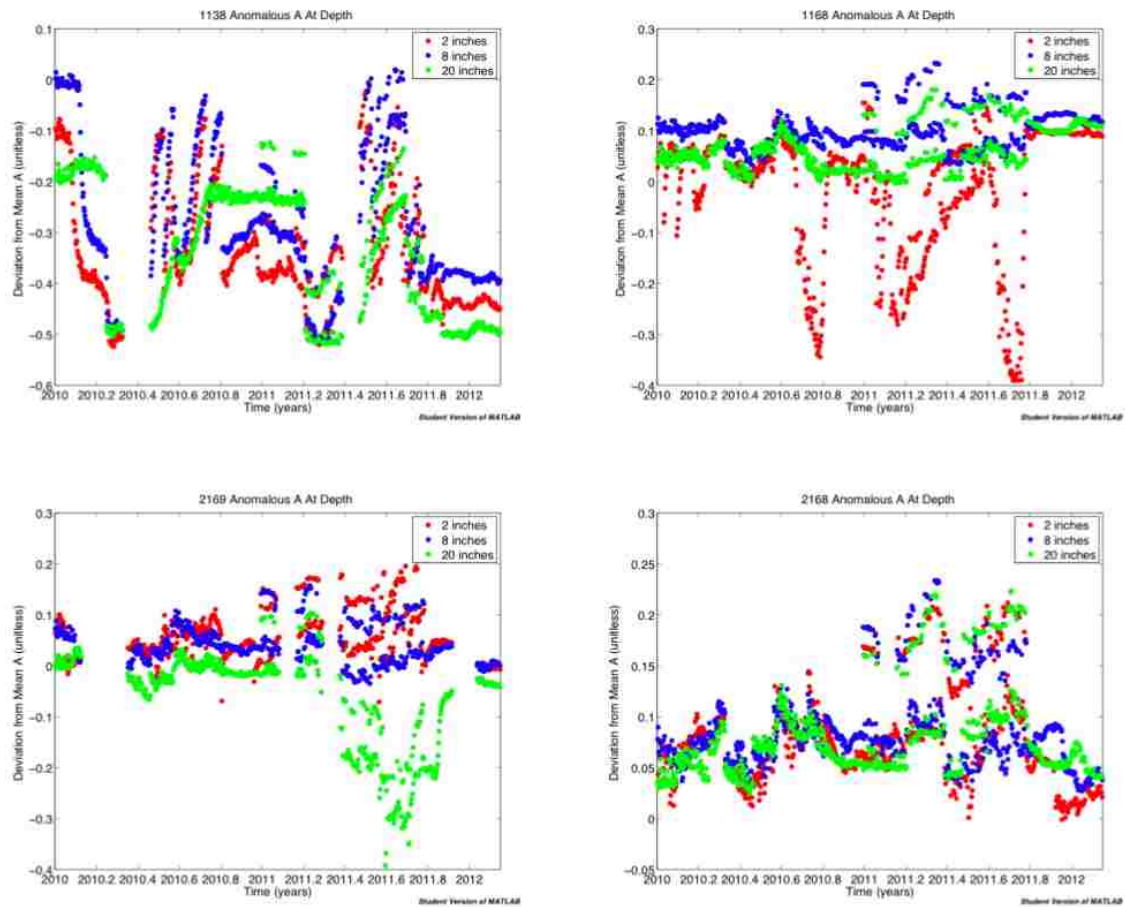 1138 Anomalous A At Depth
0.1
0
−0.1
−0.2
−0.3
−0.4
−0.5
−0.6
Deviation from Mean A (unitless)
2 inches
8 inches
20 inches
2010 2010.2 2010.4 2010.6 2010.8 2011 2011.2 2011.4 2011.6 2011.8 2012
Time (years)
Student Version of MATLAB
1168 Anomalous A At Depth
0.3
0.2
0.1
0
−0.1
−0.2
−0.3
−0.4
Deviation from Mean A (unitless)
2 inches
8 inches
20 inches
2010 2010.2 2010.4 2010.6 2010.8 2011 2011.2 2011.4 2011.6 2011.8 2012
Time (years)
Student Version of MATLAB
2169 Anomalous A At Depth
0.3
0.2
0.1
0
−0.1
−0.2
−0.3
−0.4
Deviation from Mean A (unitless)
2 inches
8 inches
20 inches
2010 2010.2 2010.4 2010.6 2010.8 2011 2011.2 2011.4 2011.6 2011.8 2012
Time (years)
Student Version of MATLAB
2168 Anomalous A At Depth
0.3
0.25
0.2
0.15
0.1
0.05
0
−0.05
Deviation from Mean A (unitless)
2 inches
8 inches
20 inches
2010 2010.2 2010.4 2010.6 2010.8 2011 2011.2 2011.4 2011.6 2011.8 2012
Time (years)
Student Version of MATLAB